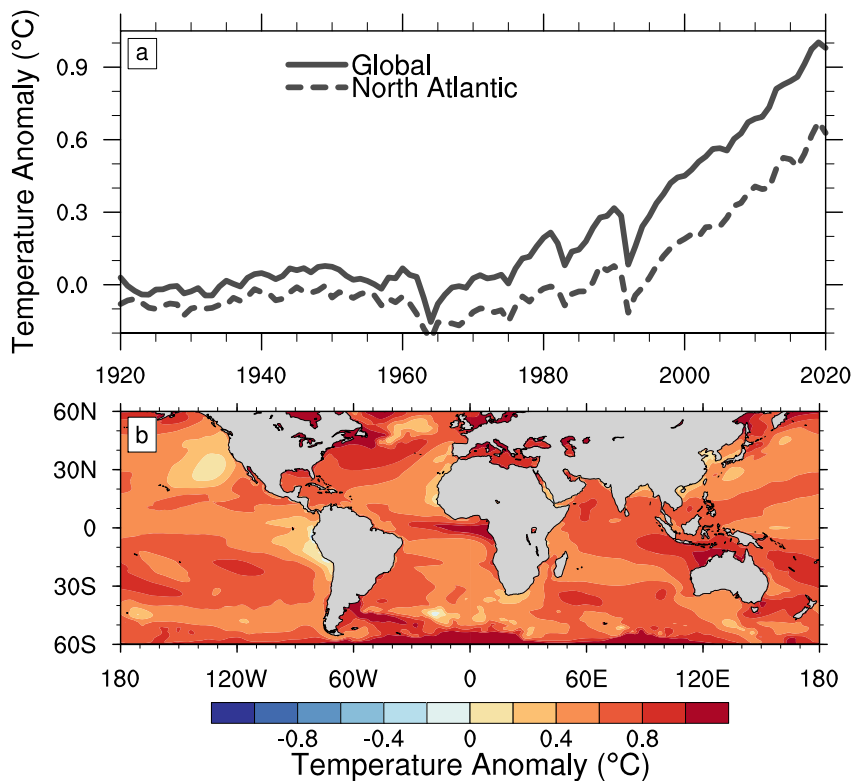 a
Global
North Atlantic
Temperature Anomaly (°C)
0.9
0.6
0.3
0.0
1920 1940 1960 1980 2000 2020
b
60N
30N
0
30S
60S
180 120W 60W 0 60E 120E 180
-0.8 -0.4 0 0.4 0.8
Temperature Anomaly (°C)